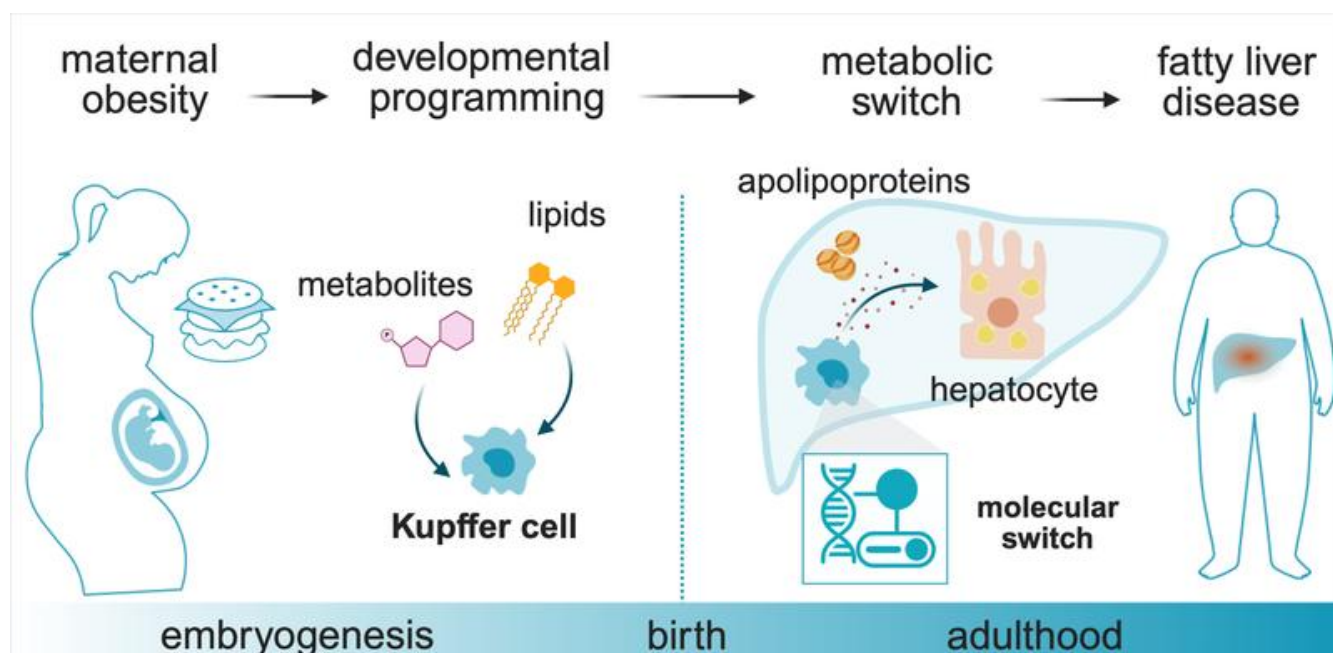 maternal
obesity
developmental
programming
metabolic
switch
fatty liver
disease
lipids
metabolites
P
Kupffer cell
apolipoproteins
hepatocyte
molecular
switch
embryogenesis
birth
adulthood